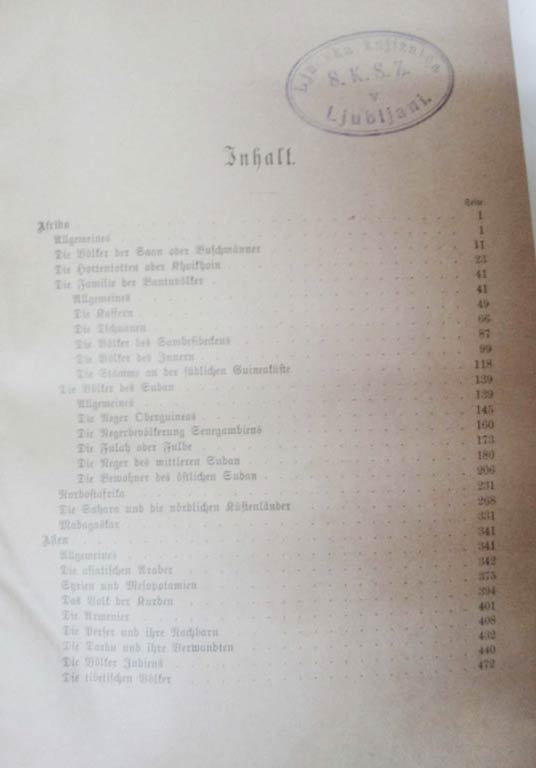 Ljudska knjižnica
S. K. S. Z.
v
Ljubljani.
Inhalt.
Seite
Afrika 1
Allgemeines 1
Die Völker der Saan oder Buschmänner 11
Die Hottentotten oder Khoikhoin 23
Die Familie der Bantuvölker 41
Allgemeines 41
Die Kaffern 49
Die Tschuanen 66
Die Völker des Sambesibeckens 87
Die Völker des Innern 99
Die Stämme an der südlichen Guineaküste 118
Die Völker des Sudan 139
Allgemeines 139
Die Neger Oberguineas 145
Die Negerbevölkerung Senegambiens 160
Die Fulah oder Fulbe 173
Die Neger des mittleren Sudan 180
Die Bewohner des östlichen Sudan 206
Nordostafrika 231
Die Sahara und die nördlichen Küstenländer 268
Madagaskar 331
Asien 341
Allgemeines 341
Die asiatischen Araber 342
Syrien und Mesopotamien 375
Das Volk der Kurden 394
Die Armenier 401
Die Perser und ihre Nachbarn 408
Die Dardu und ihre Verwandten 432
Die Völker Indiens 440
Die tibetischen Völker 472